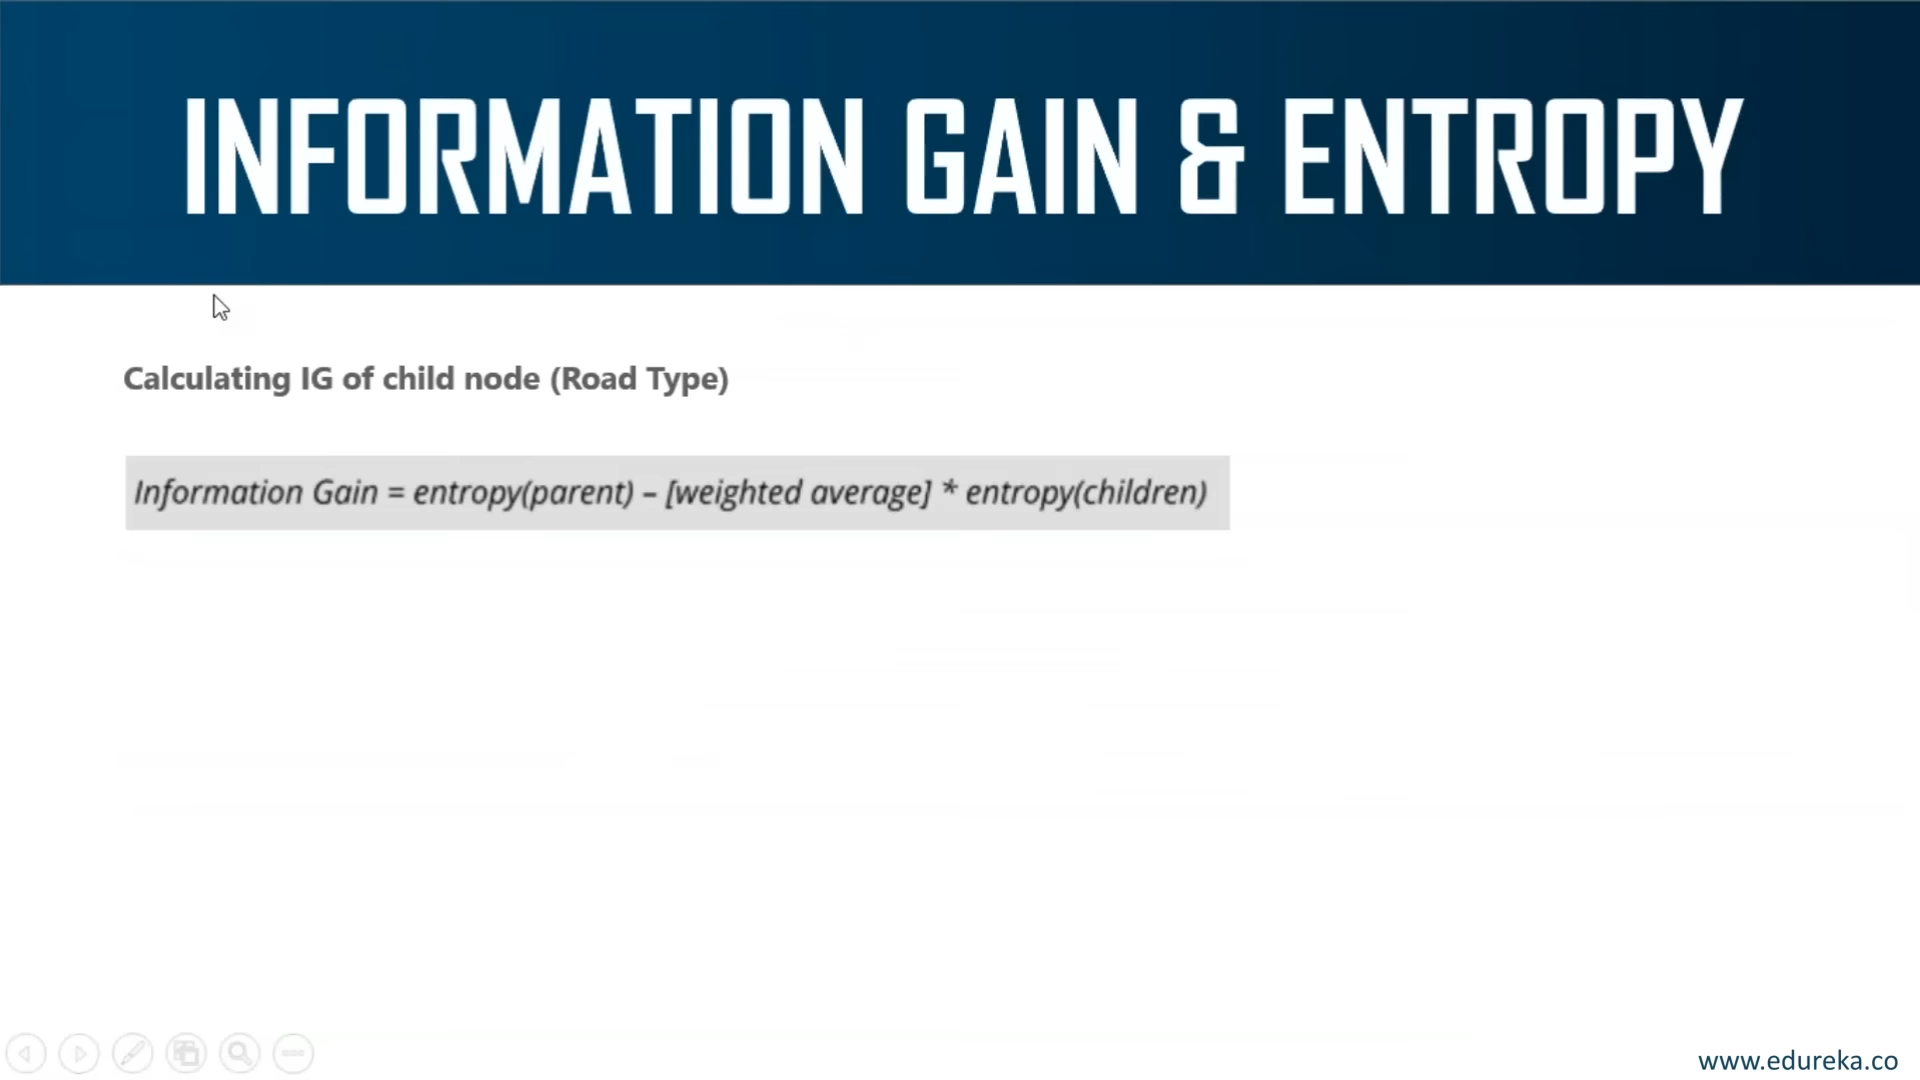 INFORMATION GAIN & ENTROPY
Calculating IG of child node (Road Type)
Information Gain = entropy(parent) – [weighted average] * entropy(children)
www.edureka.co